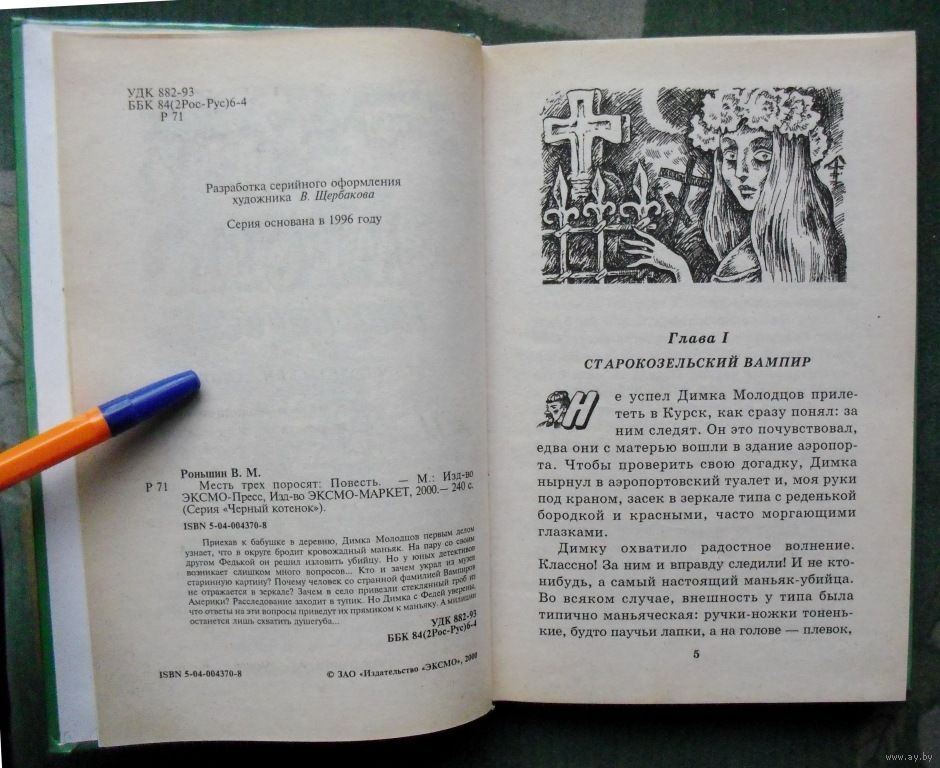 УДК 882-93
ББК 84(2Рос-Рус)6-4
Р 71
Разработка серийного оформления
художника В. Щербакова
Серия основана в 1996 году
Роньшин В. М.
Р 71 Месть трех поросят: Повесть. — М.: Изд-во
ЭКСМО-Пресс, Изд-во ЭКСМО-МАРКЕТ, 2000.— 240 с.
(Серия «Черный котенок»).
ISBN 5-04-004370-8
Приехав к бабушке в деревню, Димка Молодцов первым делом
узнает, что в округе бродит кровожадный маньяк. На пару со своим
другом Федькой он решил изловить убийцу. Но у юных детективов
возникает слишком много вопросов... Кто и зачем украл из музея
старинную картину? Почему человек со странной фамилией Вампиров
не отражается в зеркале? Зачем в село привезли стеклянный гроб из
Америки? Расследование заходит в тупик. Но Димка с Федей уверены,
что ответы на эти вопросы приведут их прямиком к маньяку. А милиции
останется лишь схватить душегуба...
УДК 882-93
ББК 84(2Рос-Рус)6-4
ISBN 5-04-004370-8
© ЗАО «Издательство «ЭКСМО», 2000
Глава I
СТАРОКОЗЕЛЬСКИЙ ВАМПИР
Не успел Димка Молодцов приле-
теть в Курск, как сразу понял: за
ним следят. Он это почувствовал,
едва они с матерью вошли в здание аэропор-
та. Чтобы проверить свою догадку, Димка
нырнул в аэропортовский туалет и, моя руки
под краном, засек в зеркале типа с реденькой
бородкой и красными, часто моргающими
глазками.
Димку охватило радостное волнение.
Классно! За ним и вправду следили! И не кто-
нибудь, а самый настоящий маньяк-убийца.
Во всяком случае, внешность у типа была
типично маньяческая: ручки-ножки тонень-
кие, будто паучьи лапки, а на голове — плевок,
5
www.ay.by